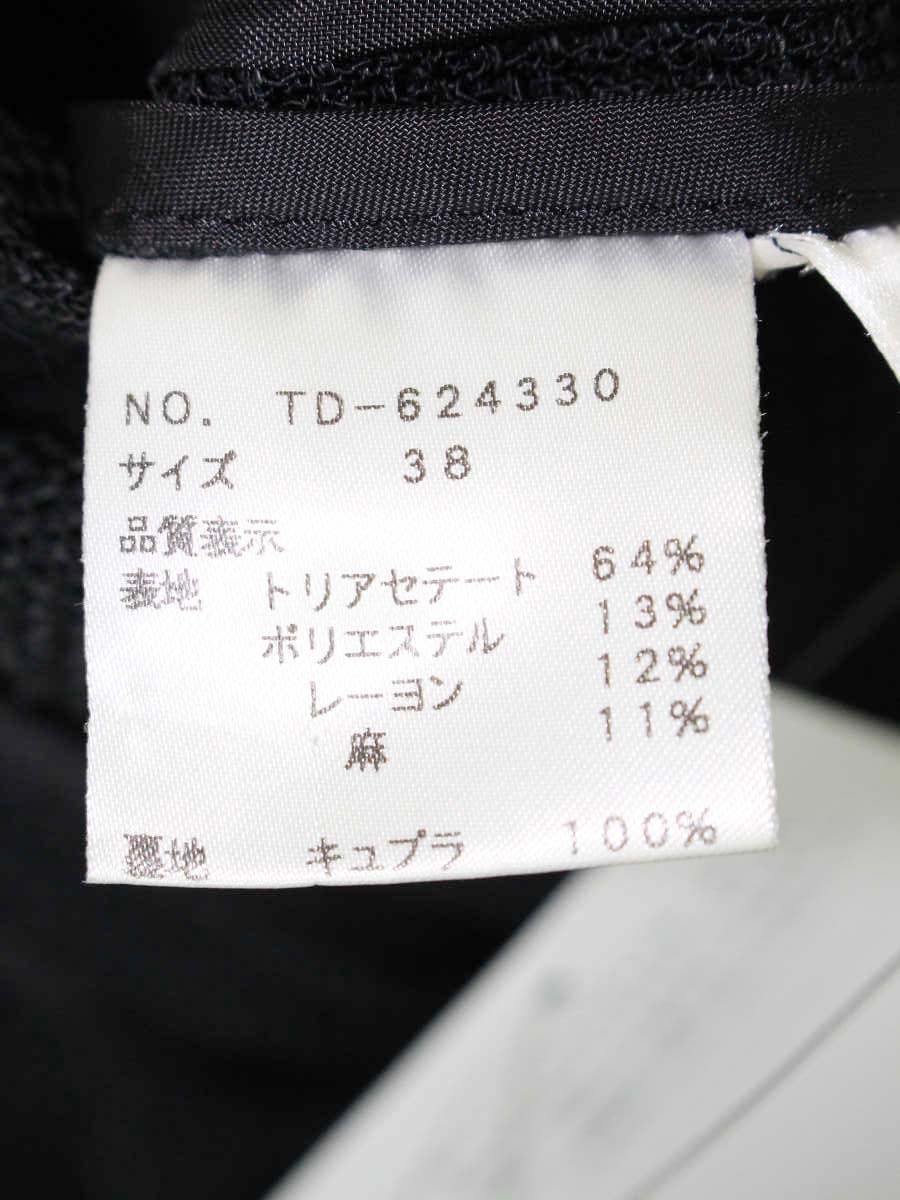 NO. TD-624330
サイズ 38
品質表示
表地 トリアセテート 64%
ポリエステル 13%
レーヨン 12%
麻 11%
裏地 キュプラ 100%